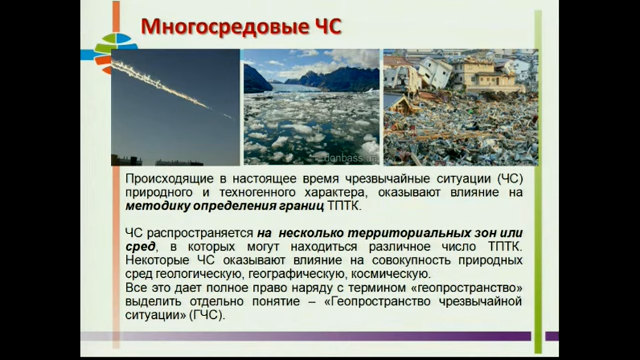 Многосредовые ЧС
donbass.ua
Происходящие в настоящее время чрезвычайные ситуации (ЧС)
природного и техногенного характера, оказывают влияние на
методику определения границ ТПТК.
ЧС распространяется на несколько территориальных зон или
сред, в которых могут находиться различное число ТПТК.
Некоторые ЧС оказывают влияние на совокупность природных
сред геологическую, географическую, космическую.
Все это дает полное право наряду с термином «геопространство»
выделить отдельно понятие – «Геопространство чрезвычайной
ситуации» (ГЧС).